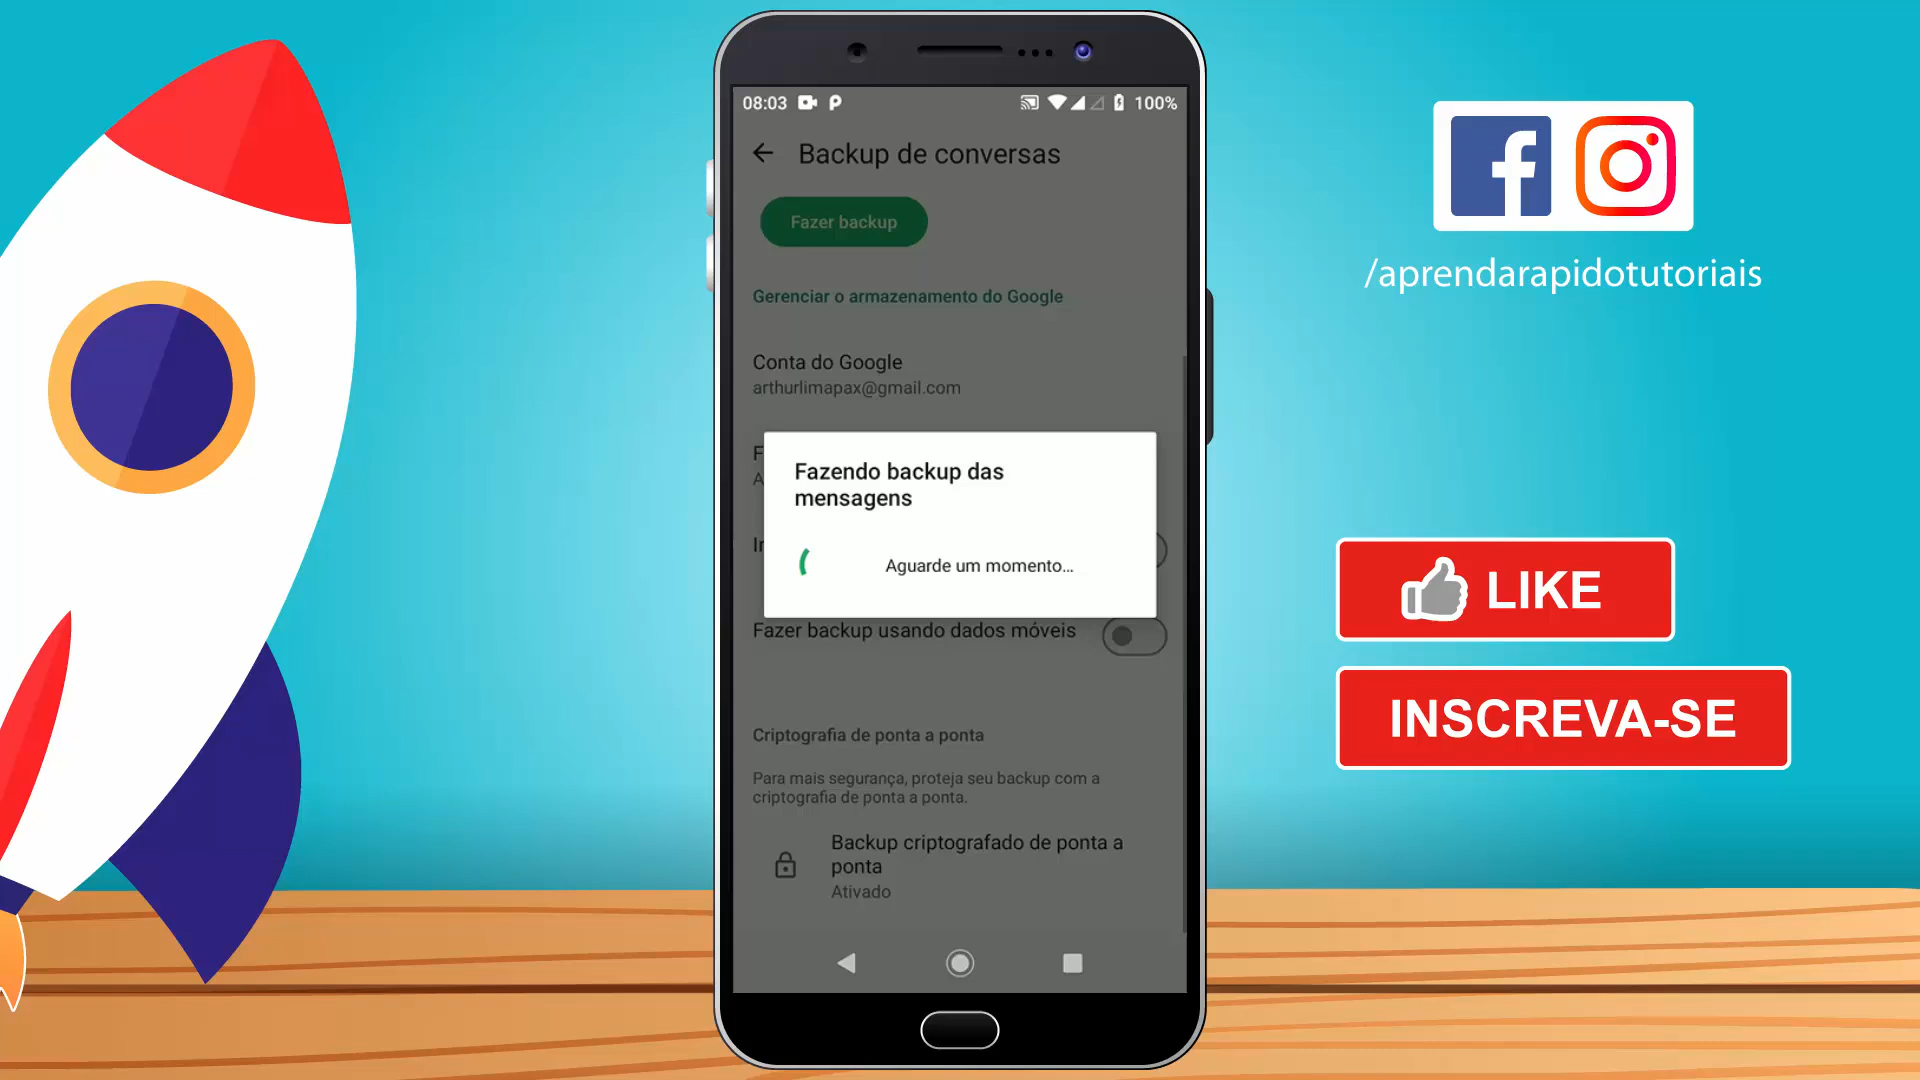 08:03
100%
Backup de conversas
Fazer backup
Gerenciar o armazenamento do Google
Conta do Google
arthurlimapax@gmail.com
F
A
Fazendo backup das
mensagens
Aguarde um momento...
Fazer backup usando dados móveis
Criptografia de ponta a ponta
Para mais segurança, proteja seu backup com a
criptografia de ponta a ponta.
Backup criptografado de ponta a
ponta
Ativado
/aprendarapidotutoriais
LIKE
INSCREVA-SE